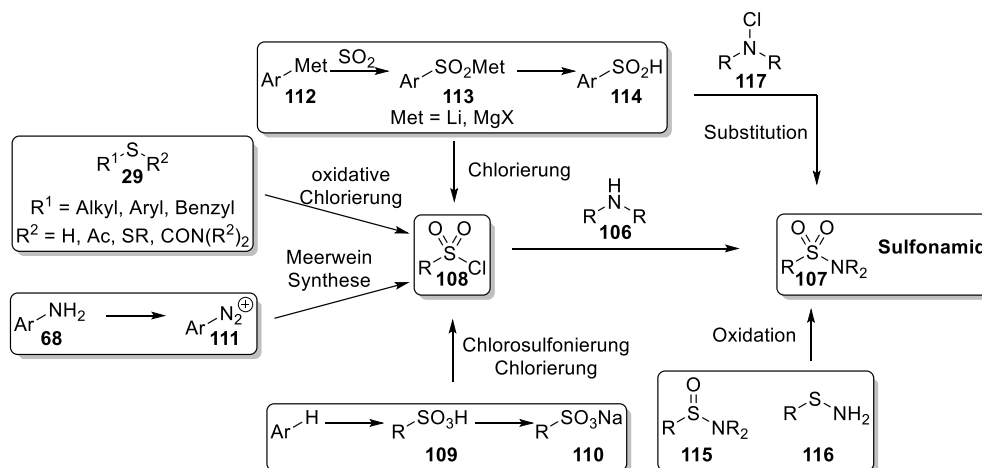 Cl
N
R R
117
SO2
Ar Met
112
Ar SO2Met
113
Ar SO2H
114
Met = Li, MgX
Substitution
R1 S R2
29
R1 = Alkyl, Aryl, Benzyl
R2 = H, Ac, SR, CON(R2)2
oxidative
Chlorierung
Chlorierung
H
N
R R
106
O O
S
R Cl
108
O O
S
R NR2
107
Sulfonamid
Meerwein
Synthese
Ar NH2
68
Ar N2⊕
111
Chlorosulfonierung
Chlorierung
Oxidation
Ar H
R SO3H
109
R SO3Na
110
O
S
R NR2
115
R S NH2
116